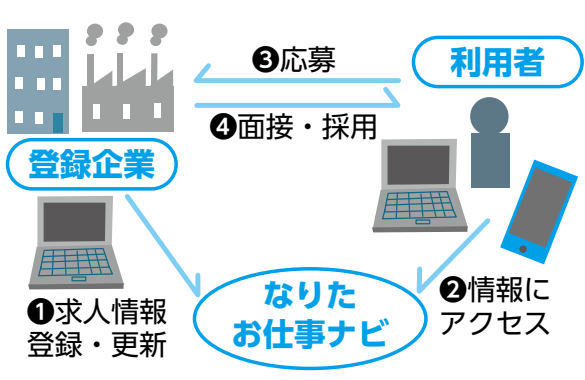 ❸応募
利用者
❹面接・採用
登録企業
❶求人情報
登録・更新
なりた
お仕事ナビ
❷情報に
アクセス